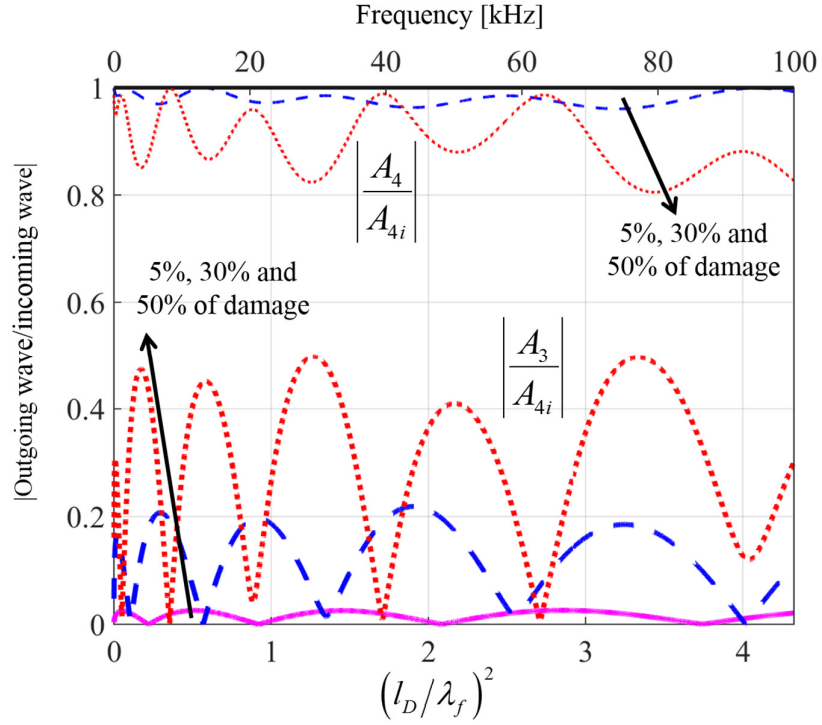 Frequency [kHz]
0 20 40 60 80 100
|Outgoing wave/incoming wave|
1
0.8
0.6
0.4
0.2
0
|A₄/A₄ᵢ|
5%, 30% and
50% of damage
5%, 30% and
50% of damage
|A₃/A₄ᵢ|
0 1 2 3 4
(l_D/λ_f)²